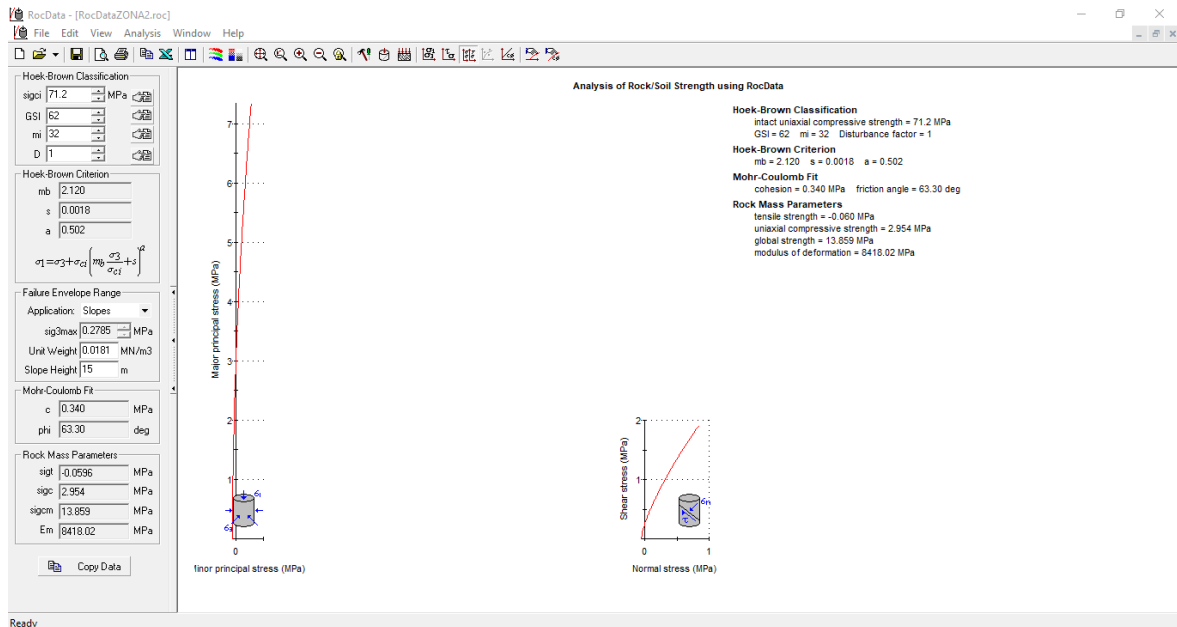 RocData - [RocDataZONA2.roc]
File Edit View Analysis Window Help
Hoek-Brown Classification
sigci 71.2 MPa
GSI 62
mi 32
D 1
Hoek-Brown Criterion
mb 2.120
s 0.0018
a 0.502
σ1=σ3+σci(mb σ3/σci+s)^a
Failure Envelope Range
Application: Slopes
sig3max 0.2785 MPa
Unit Weight 0.0181 MN/m3
Slope Height 15 m
Mohr-Coulomb Fit
c 0.340 MPa
phi 63.30 deg
Rock Mass Parameters
sigt -0.0596 MPa
sigc 2.954 MPa
sigcm 13.859 MPa
Em 8418.02 MPa
Copy Data
Ready
Major principal stress (MPa)
7
6
5
4
3
2
1
σ1
σ3
0
Minor principal stress (MPa)
Analysis of Rock/Soil Strength using RocData
Hoek-Brown Classification
intact uniaxial compressive strength = 71.2 MPa
GSI = 62 mi = 32 Disturbance factor = 1
Hoek-Brown Criterion
mb = 2.120 s = 0.0018 a = 0.502
Mohr-Coulomb Fit
cohesion = 0.340 MPa friction angle = 63.30 deg
Rock Mass Parameters
tensile strength = -0.060 MPa
uniaxial compressive strength = 2.954 MPa
global strength = 13.859 MPa
modulus of deformation = 8418.02 MPa
Shear stress (MPa)
2
1
σn
τ
0 1
Normal stress (MPa)